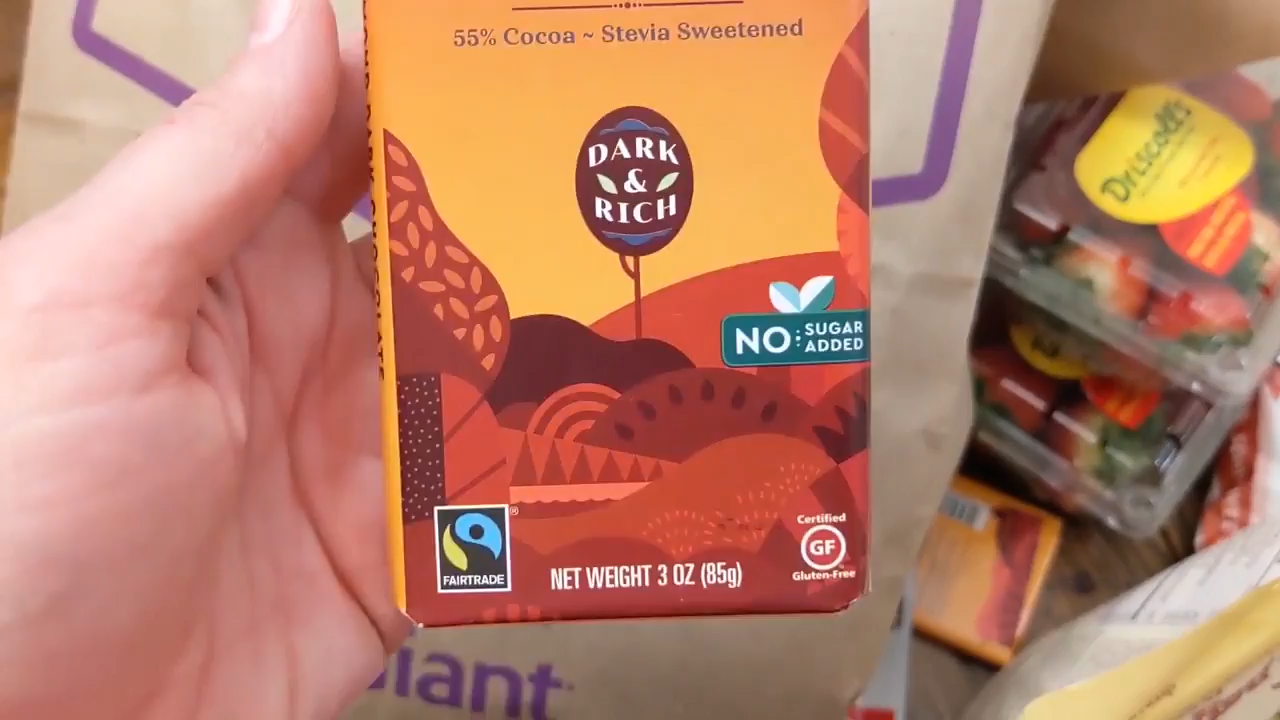 55% Cocoa ~ Stevia Sweetened
DARK
&
RICH
NO:
SUGAR
ADDED
FAIRTRADE
®
NET WEIGHT 3 OZ (85g)
Certified
GF
Gluten-Free
Driscoll's
iant